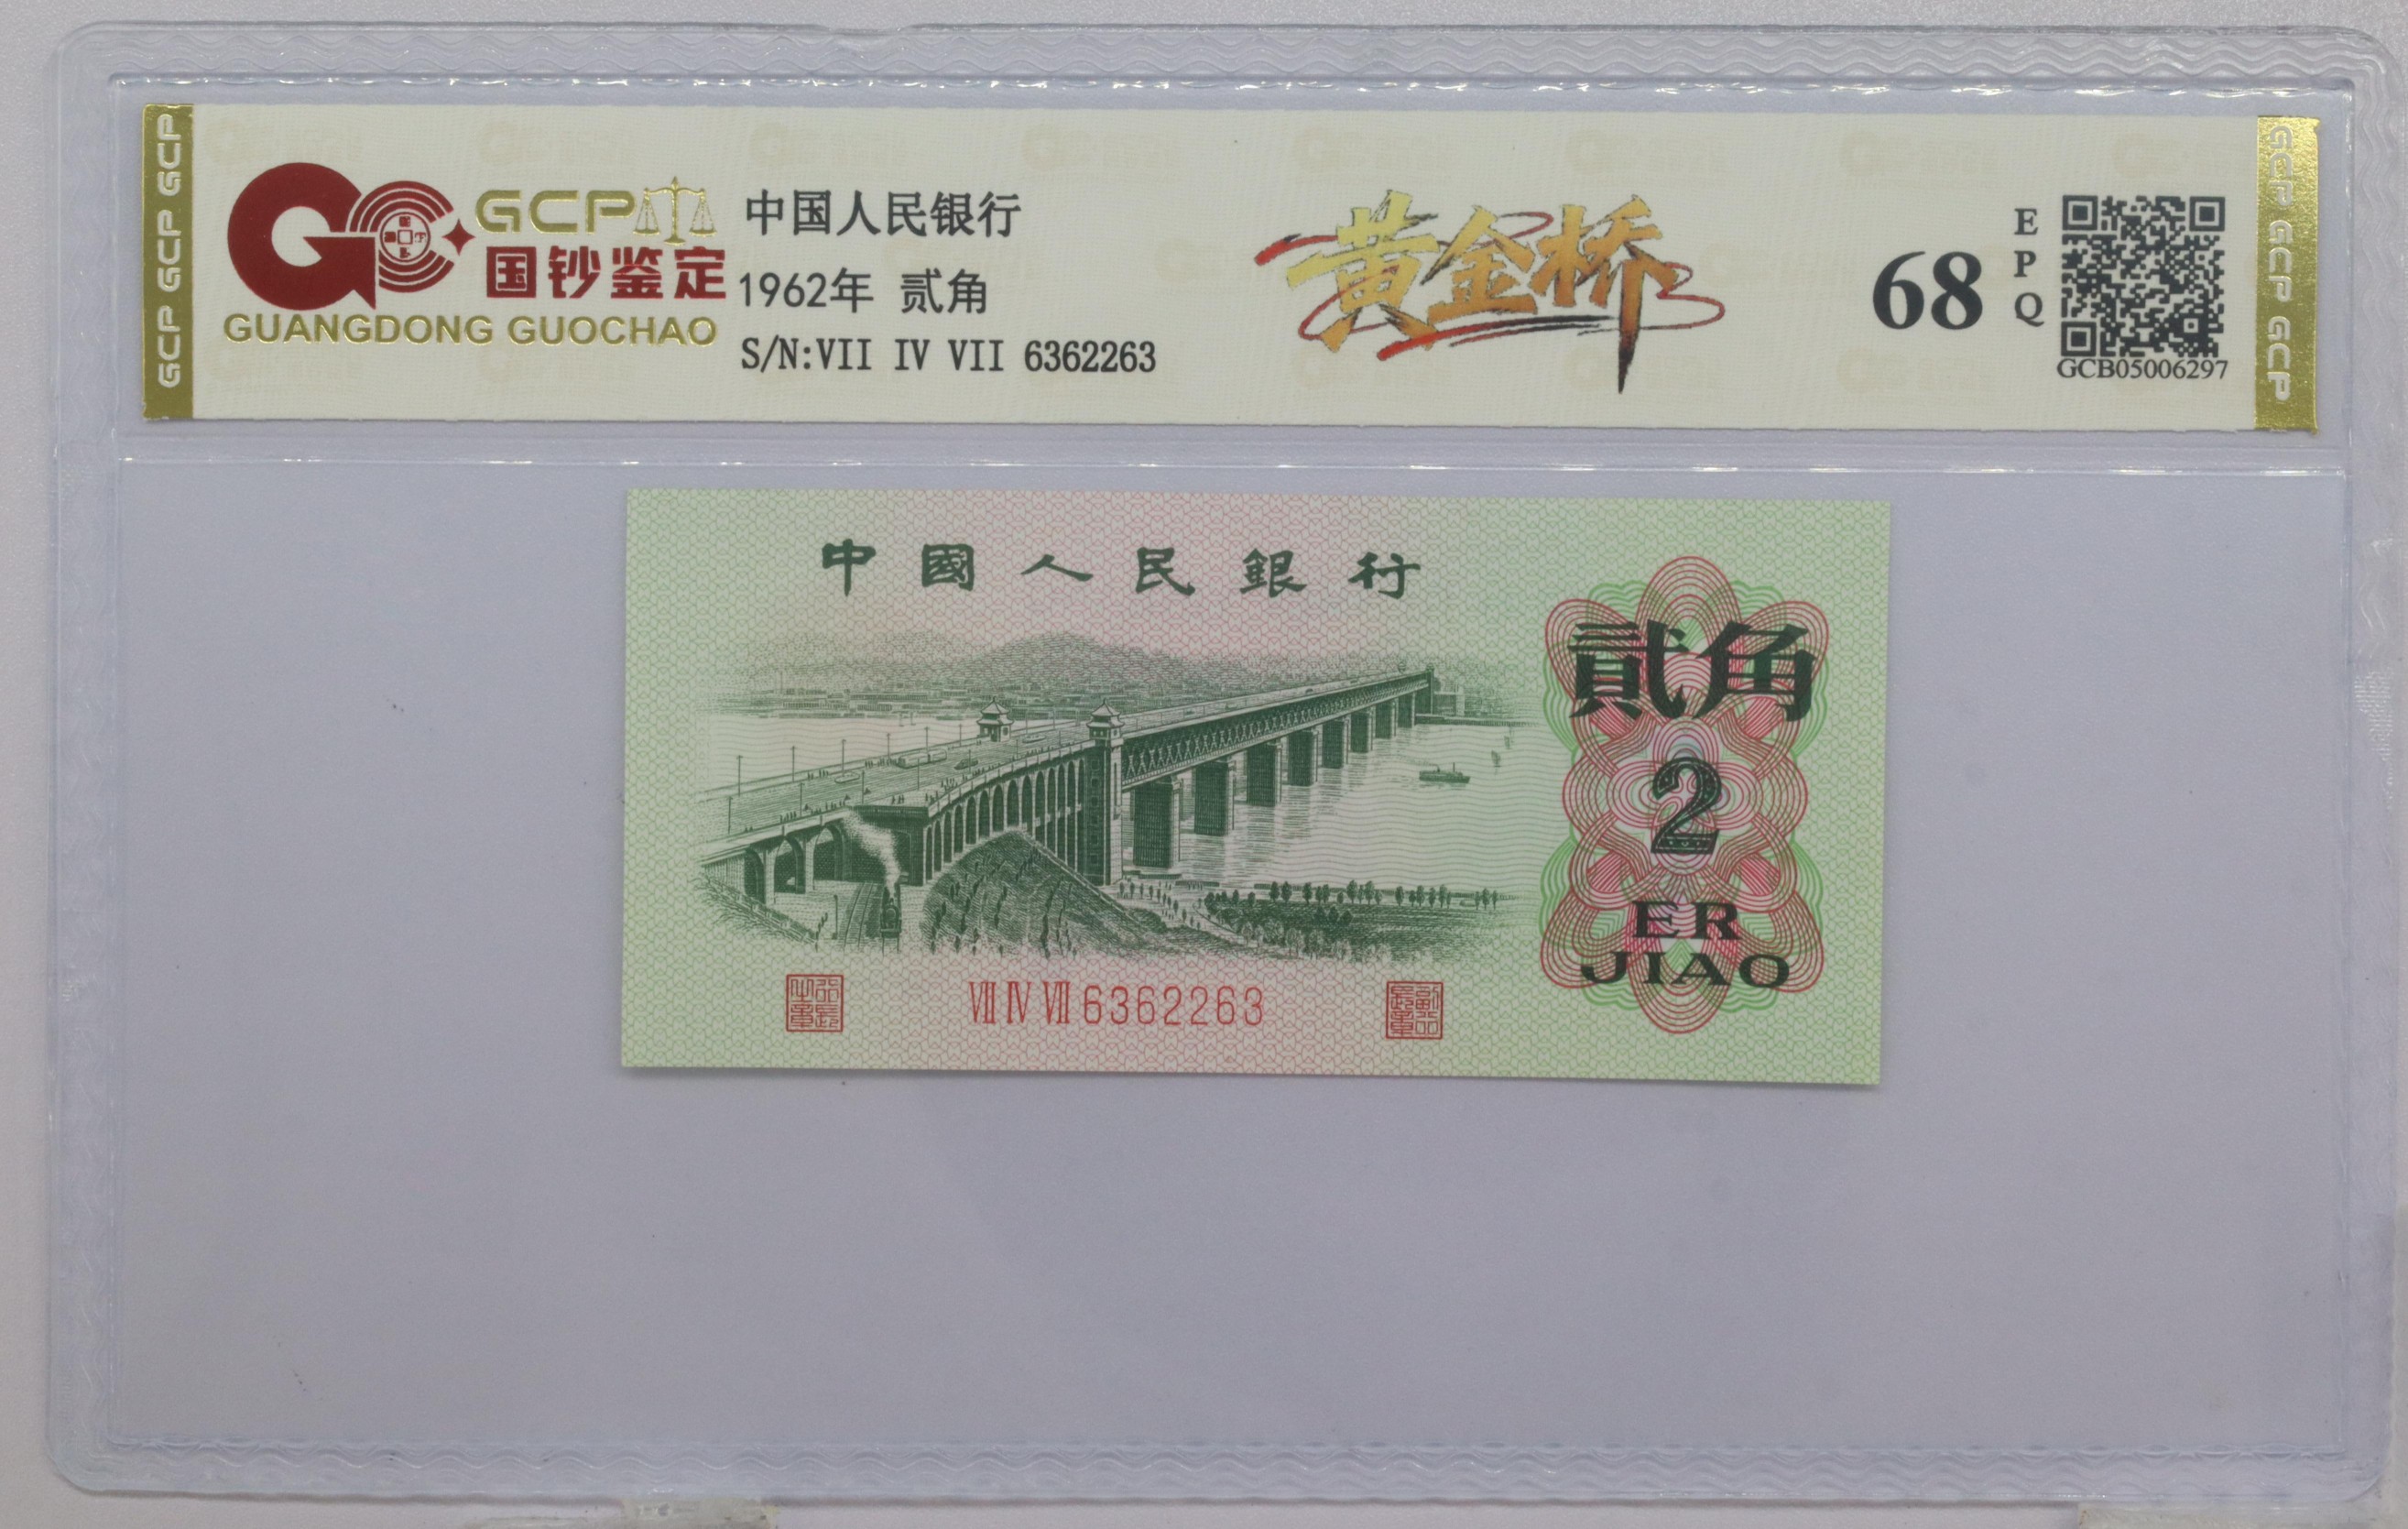 GCP GCP GCP
GCP
国钞鉴定
GUANGDONG GUOCHAO
中国人民银行
1962年 贰角
S/N:VII IV VII 6362263
黄金桥
68
EPQ
GCB05006297
GCP GCP GCP
中國人民銀行
貳角
2
ER
JIAO
VII IV VII 6362263